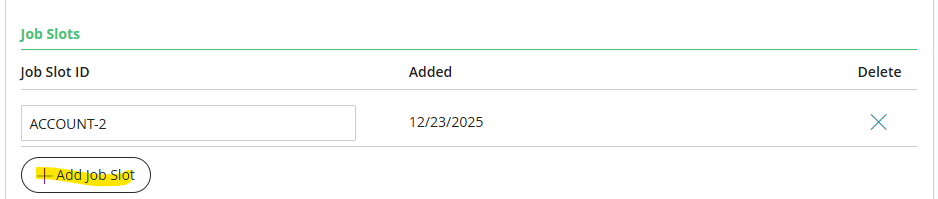 Job Slots
Job Slot ID Added Delete
ACCOUNT-2 12/23/2025
Add Job Slot